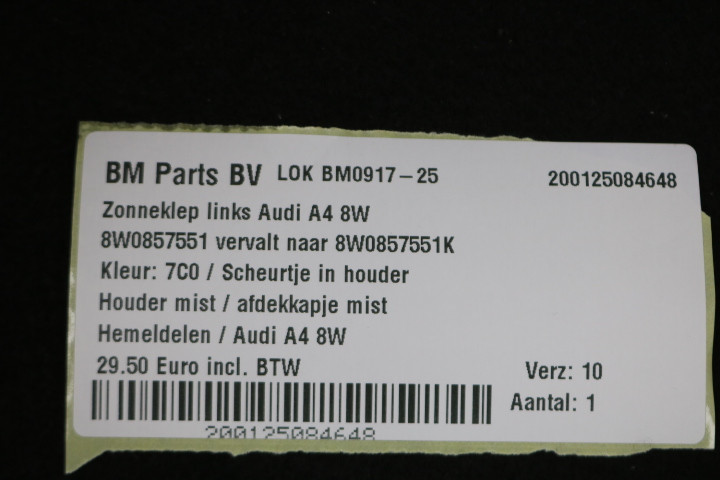 BM Parts BV LOK BM0917-25 200125084648
Zonneklep links Audi A4 8W
8W0857551 vervalt naar 8W0857551K
Kleur: 7C0 / Scheurtje in houder
Houder mist / afdekkapje mist
Hemeldelen / Audi A4 8W
29.50 Euro incl. BTW Verz: 10
Aantal: 1
200125084648